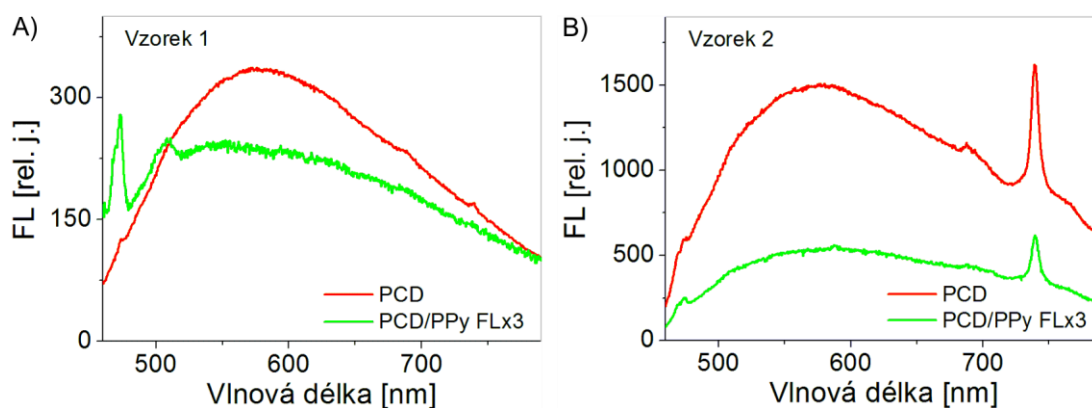 A)
Vzorek 1
FL [rel. j.]
300
150
0
PCD
PCD/PPy FLx3
500 600 700
Vlnová délka [nm]
B)
Vzorek 2
FL [rel. j.]
1500
1000
500
0
PCD
PCD/PPy FLx3
500 600 700
Vlnová délka [nm]